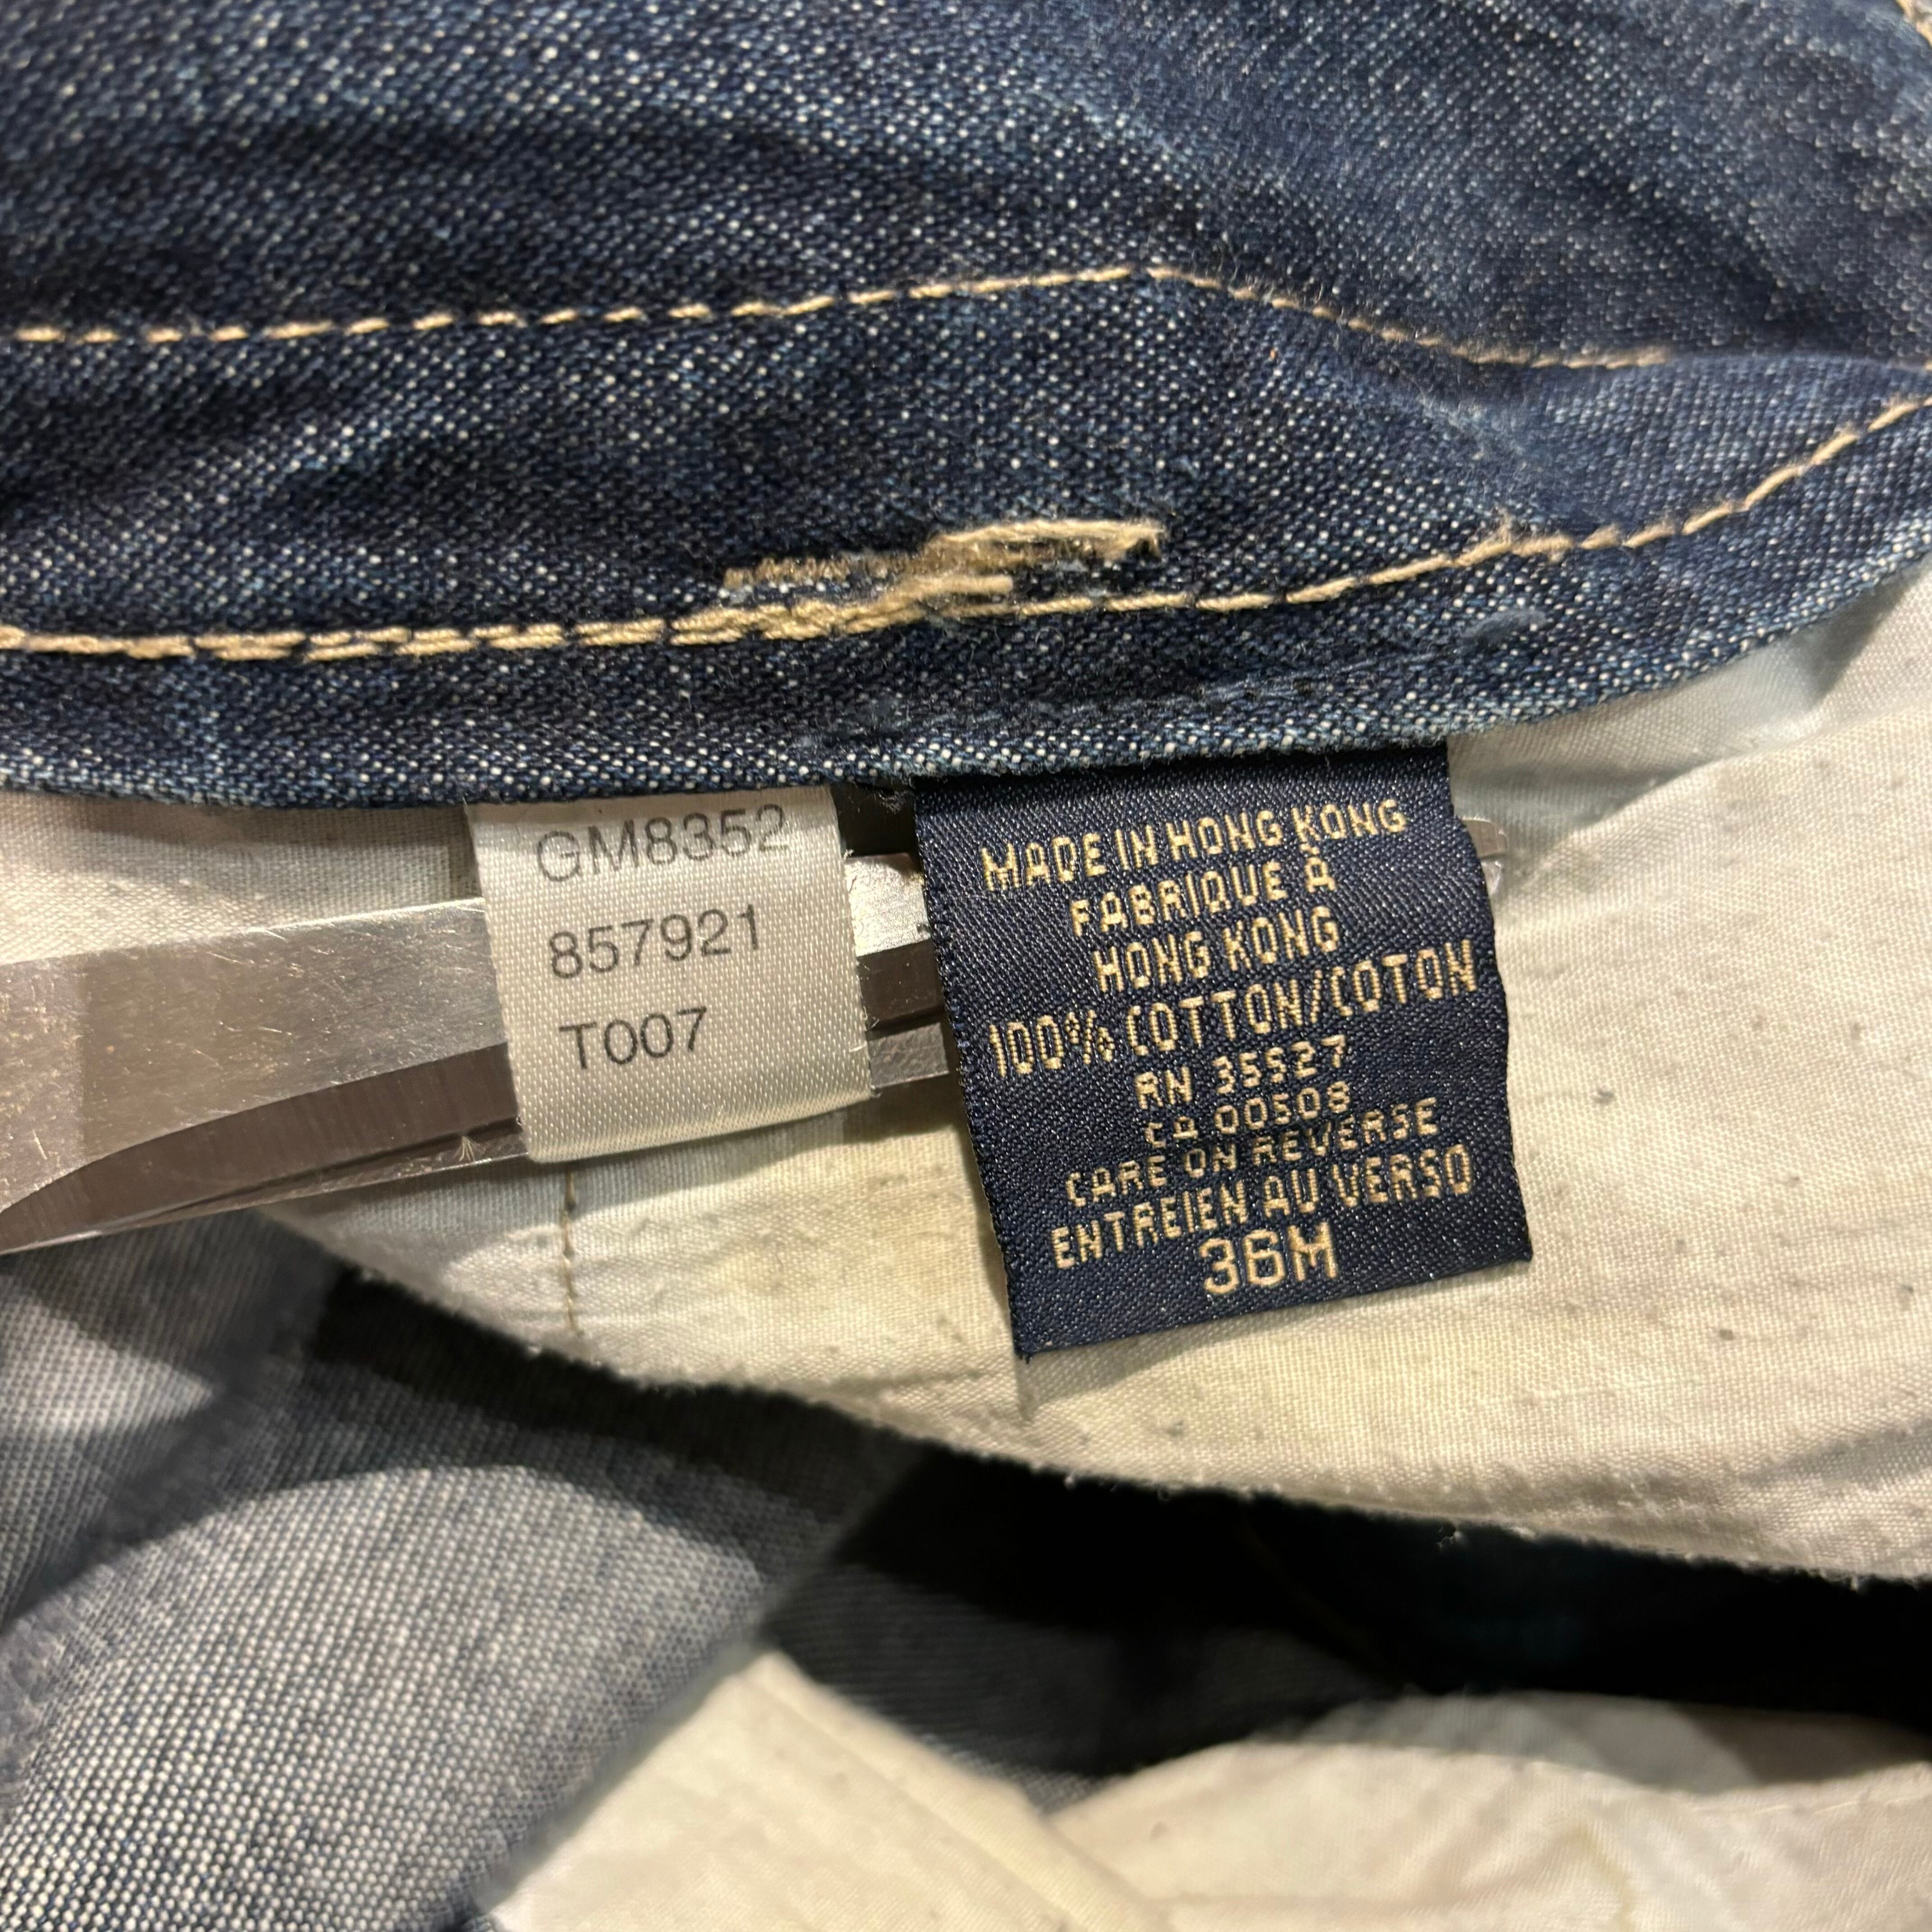 GM8352
857921
T007
MADE IN HONG KONG
FABRIQUE À
HONG KONG
100% COTTON/COTON
RN 35527
CA 00508
CARE ON REVERSE
ENTREIEN AU VERSO
36M